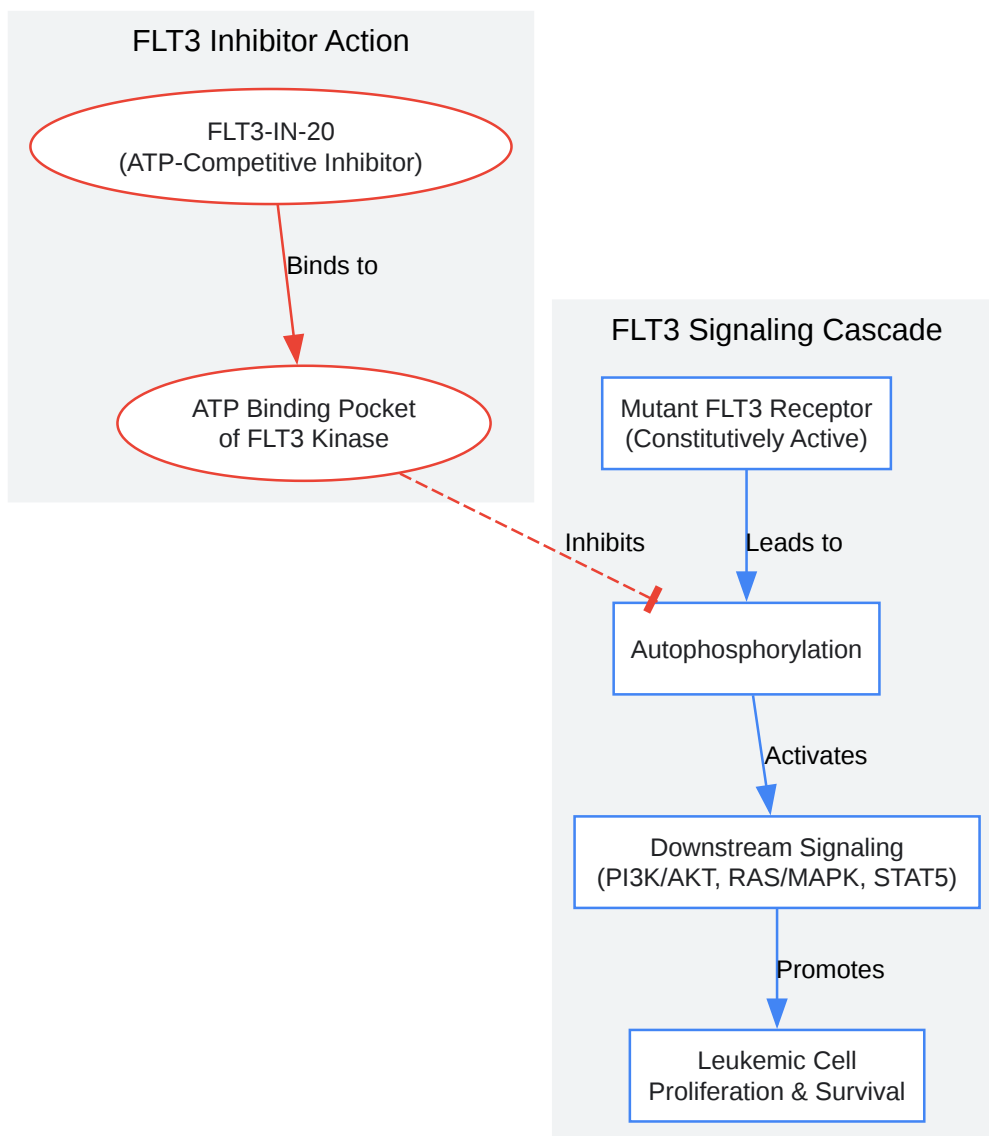 FLT3 Inhibitor Action
FLT3-IN-20
(ATP-Competitive Inhibitor)
Binds to
ATP Binding Pocket
of FLT3 Kinase
Inhibits
FLT3 Signaling Cascade
Mutant FLT3 Receptor
(Constitutively Active)
Leads to
Autophosphorylation
Activates
Downstream Signaling
(PI3K/AKT, RAS/MAPK, STAT5)
Promotes
Leukemic Cell
Proliferation & Survival